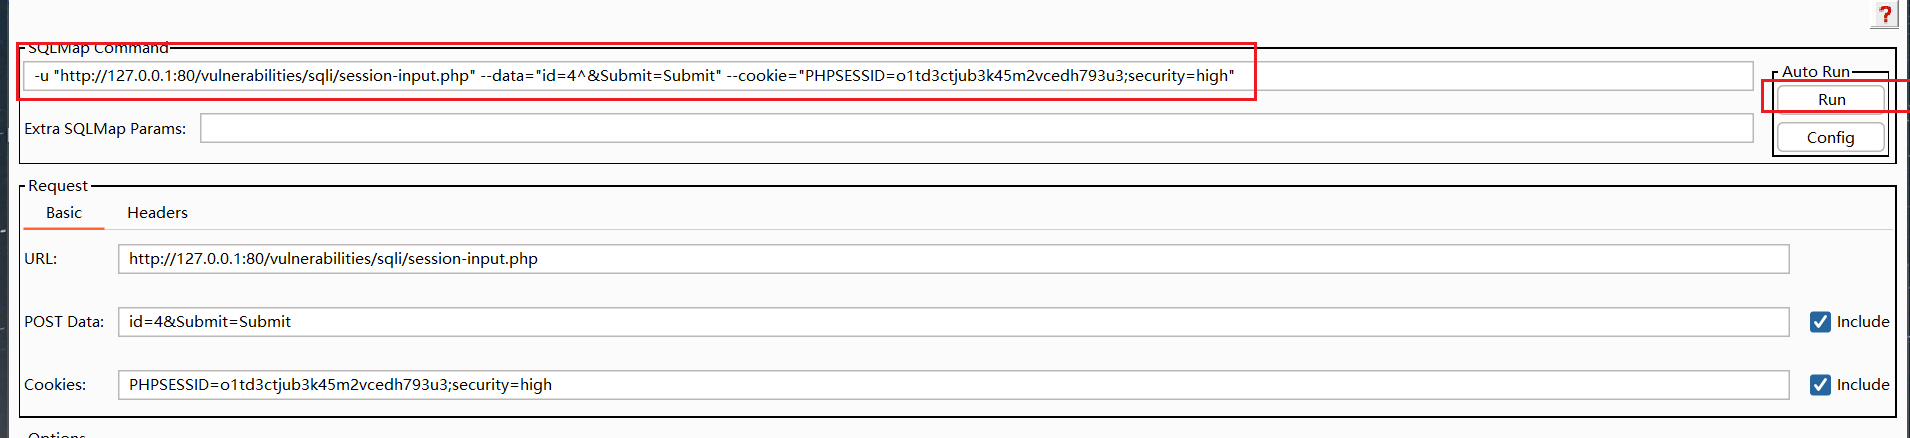 ?
SQLMap Command
-u "http://127.0.0.1:80/vulnerabilities/sqli/session-input.php" --data="id=4^&Submit=Submit" --cookie="PHPSESSID=o1td3ctjub3k45m2vcedh793u3;security=high"
Auto Run
Run
Extra SQLMap Params:
Config
Request
Basic Headers
URL: http://127.0.0.1:80/vulnerabilities/sqli/session-input.php
POST Data: id=4&Submit=Submit Include
Cookies: PHPSESSID=o1td3ctjub3k45m2vcedh793u3;security=high Include
Options